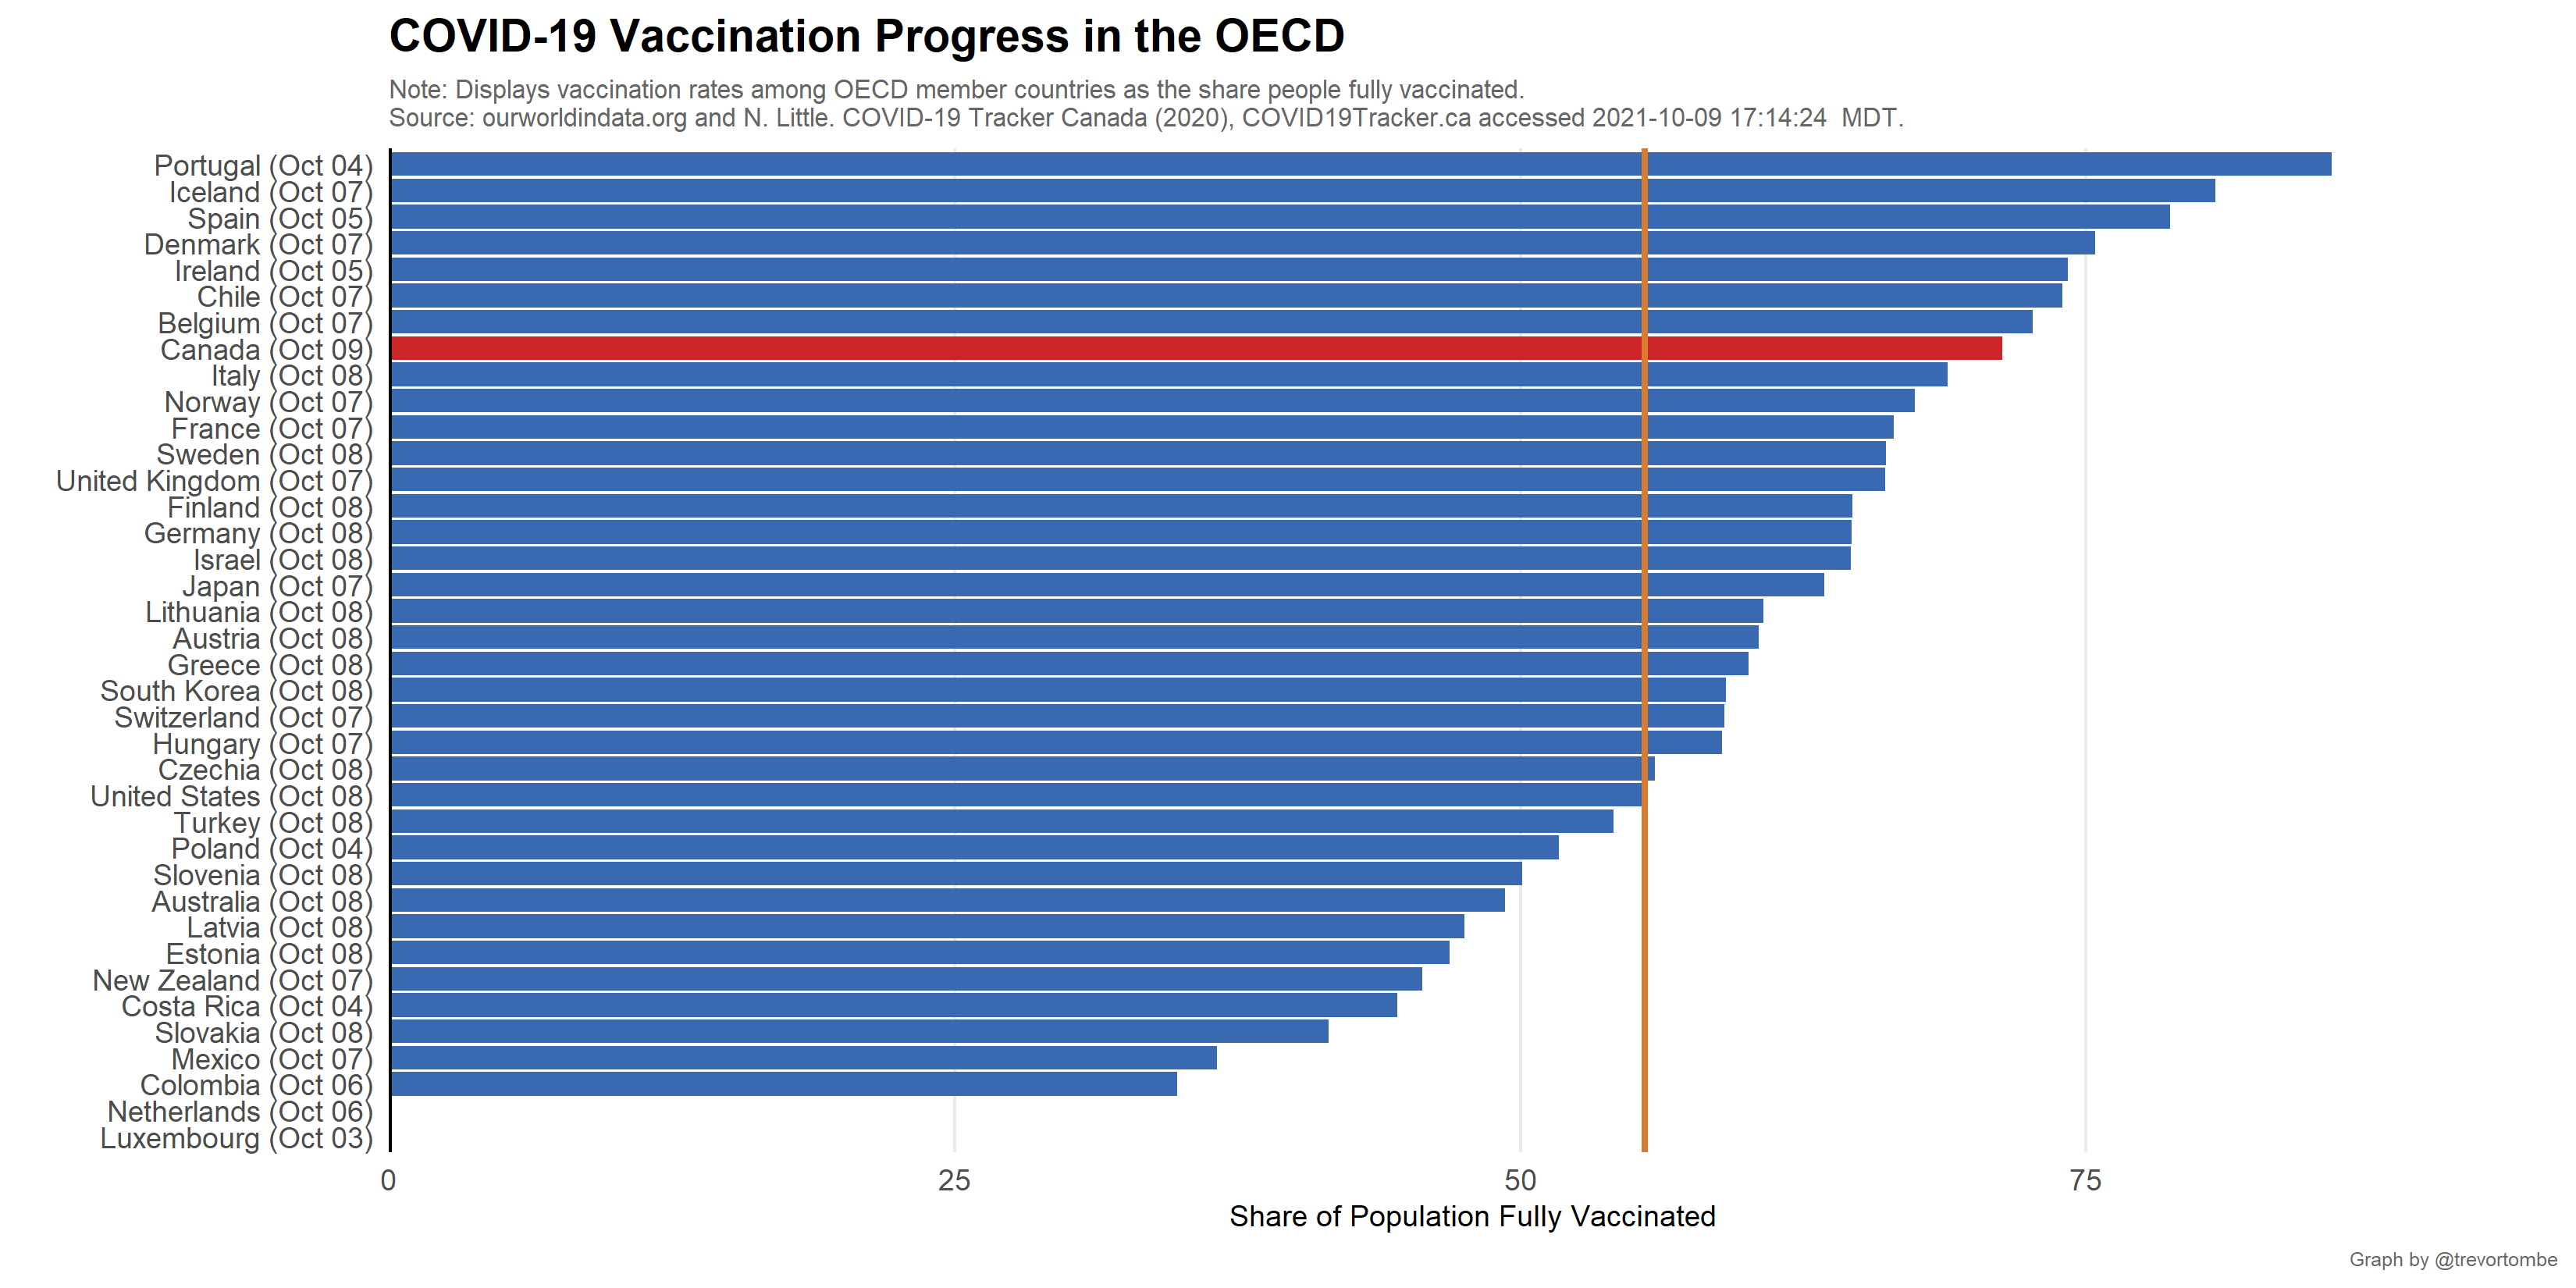 COVID-19 Vaccination Progress in the OECD
Note: Displays vaccination rates among OECD member countries as the share people fully vaccinated.
Source: ourworldindata.org and N. Little. COVID-19 Tracker Canada (2020), COVID19Tracker.ca accessed 2021-10-09 17:14:24  MDT.
Portugal (Oct 04)
Iceland (Oct 07)
Spain (Oct 05)
Denmark (Oct 07)
Ireland (Oct 05)
Chile (Oct 07)
Belgium (Oct 07)
Canada (Oct 09)
Italy (Oct 08)
Norway (Oct 07)
France (Oct 07)
Sweden (Oct 08)
United Kingdom (Oct 07)
Finland (Oct 08)
Germany (Oct 08)
Israel (Oct 08)
Japan (Oct 07)
Lithuania (Oct 08)
Austria (Oct 08)
Greece (Oct 08)
South Korea (Oct 08)
Switzerland (Oct 07)
Hungary (Oct 07)
Czechia (Oct 08)
United States (Oct 08)
Turkey (Oct 08)
Poland (Oct 04)
Slovenia (Oct 08)
Australia (Oct 08)
Latvia (Oct 08)
Estonia (Oct 08)
New Zealand (Oct 07)
Costa Rica (Oct 04)
Slovakia (Oct 08)
Mexico (Oct 07)
Colombia (Oct 06)
Netherlands (Oct 06)
Luxembourg (Oct 03)
0 25 50 75
Share of Population Fully Vaccinated
Graph by @trevortombe